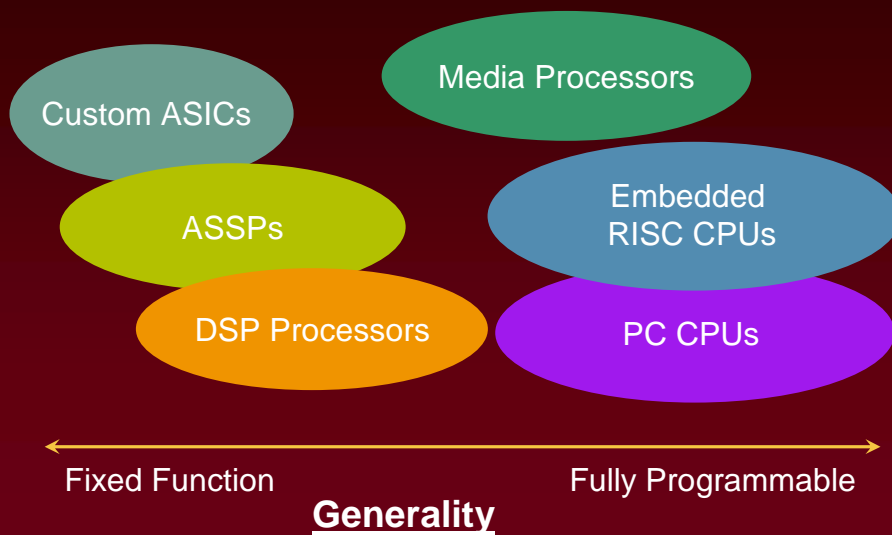 Media Processors
Custom ASICs
Embedded
RISC CPUs
ASSPs
DSP Processors
PC CPUs
Fixed Function
Fully Programmable
Generality